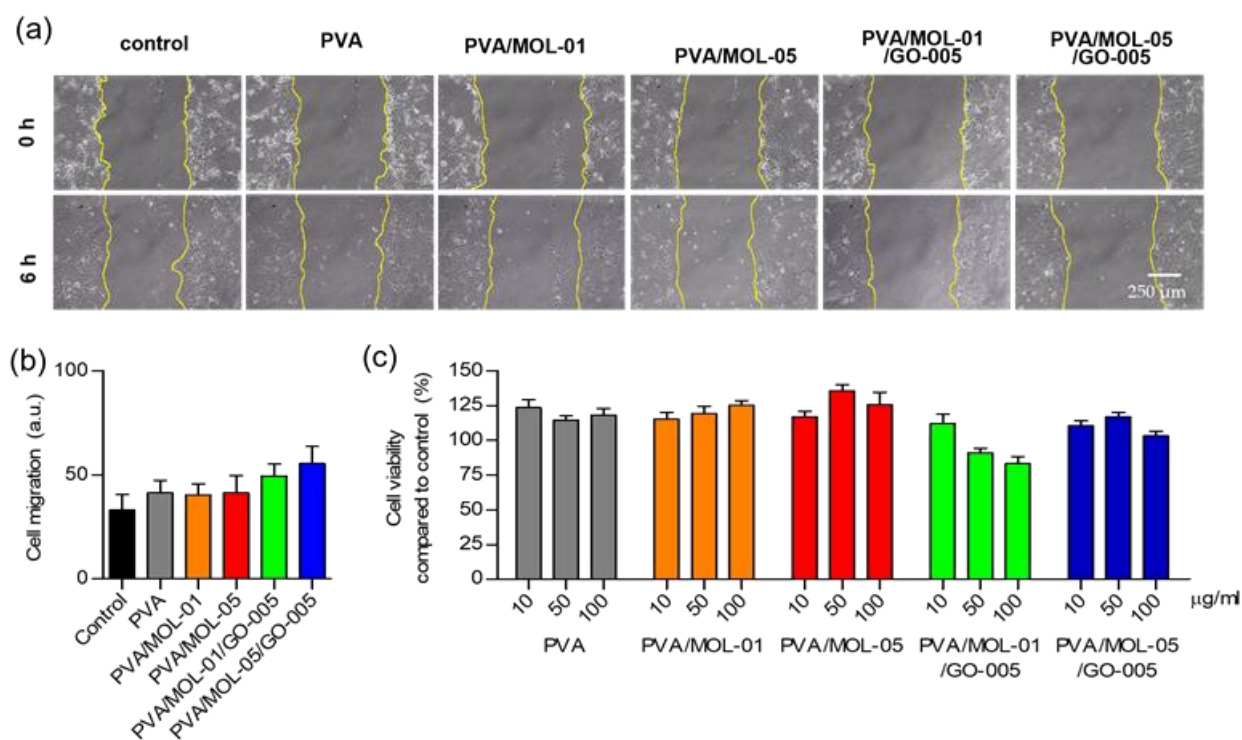 (a)
control
PVA
PVA/MOL-01
PVA/MOL-05
PVA/MOL-01
/GO-005
PVA/MOL-05
/GO-005
0 h
6 h
250 µm
(b)
Cell migration (a.u.)
100
50
0
Control
PVA
PVA/MOL-01
PVA/MOL-05
PVA/MOL-01/GO-005
PVA/MOL-05/GO-005
(c)
Cell viability
compared to control (%)
150
125
100
75
50
25
0
10 50 100 10 50 100 10 50 100 10 50 100 10 50 100 µg/ml
PVA PVA/MOL-01 PVA/MOL-05 PVA/MOL-01 PVA/MOL-05
/GO-005 /GO-005